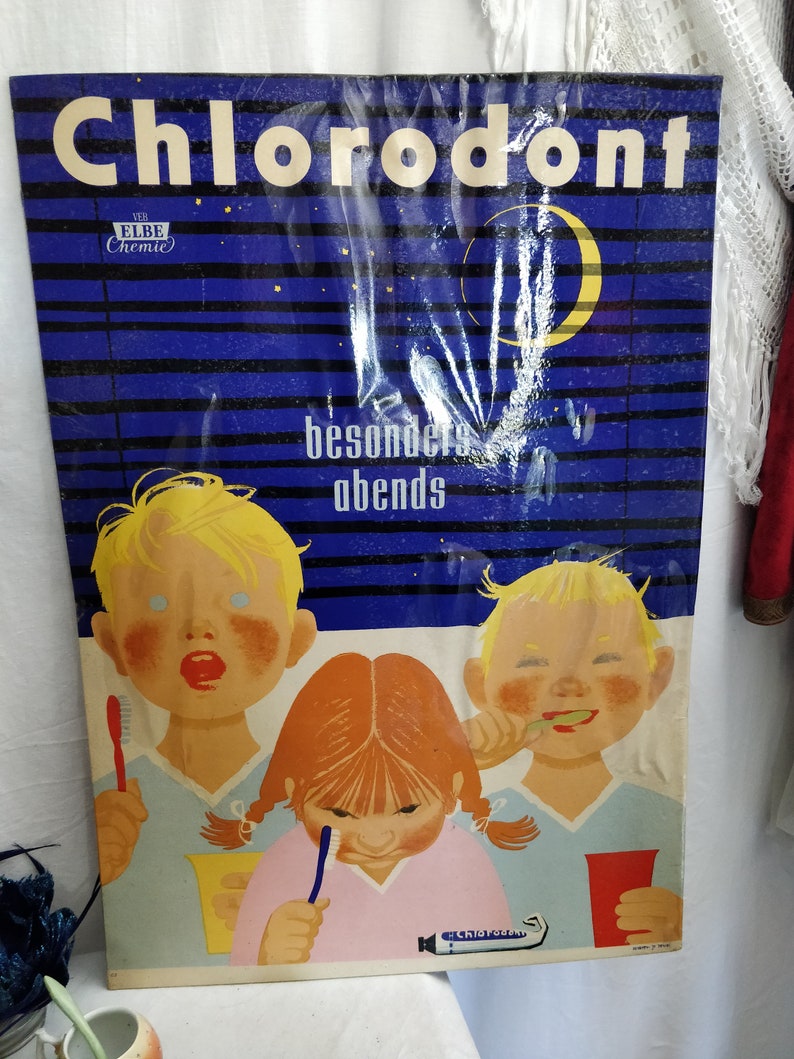 Chlorodont
VEB
ELBE
Chemie
besonders
abends
Chlorodont